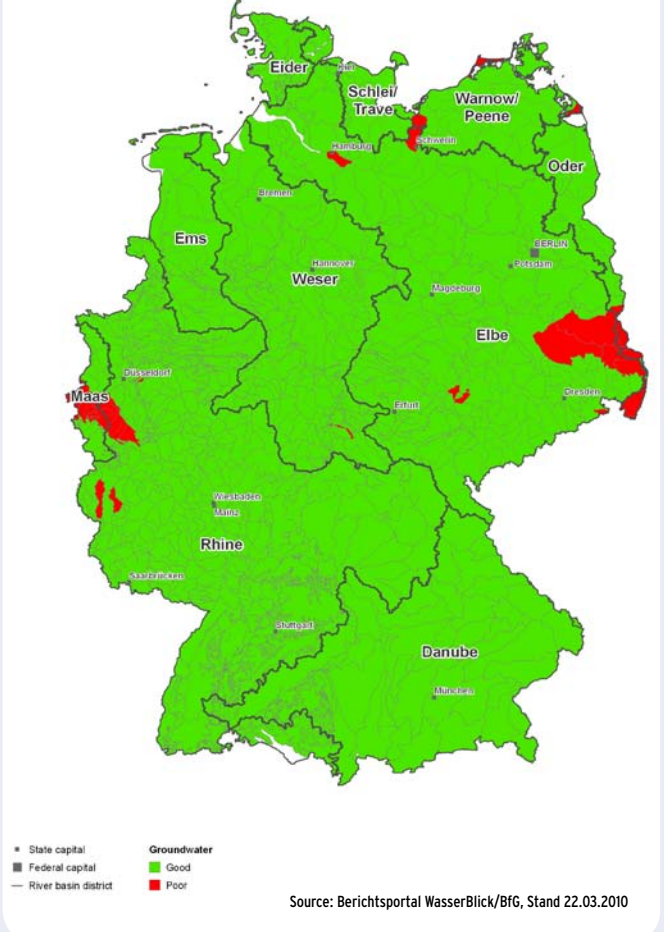 Eider
Kiel
Schlei/
Trave
Warnow/
Peene
Hamburg
Schwerin
Oder
Bremen
Ems
BERLIN
Potsdam
Hannover
Weser
Magdeburg
Elbe
Düsseldorf
Maas
Dresden
Erfurt
Wiesbaden
Mainz
Rhine
Saarbrücken
Stuttgart
Danube
München
State capital
Federal capital
River basin district
Groundwater
Good
Poor
Source: Berichtsportal WasserBlick/BfG, Stand 22.03.2010